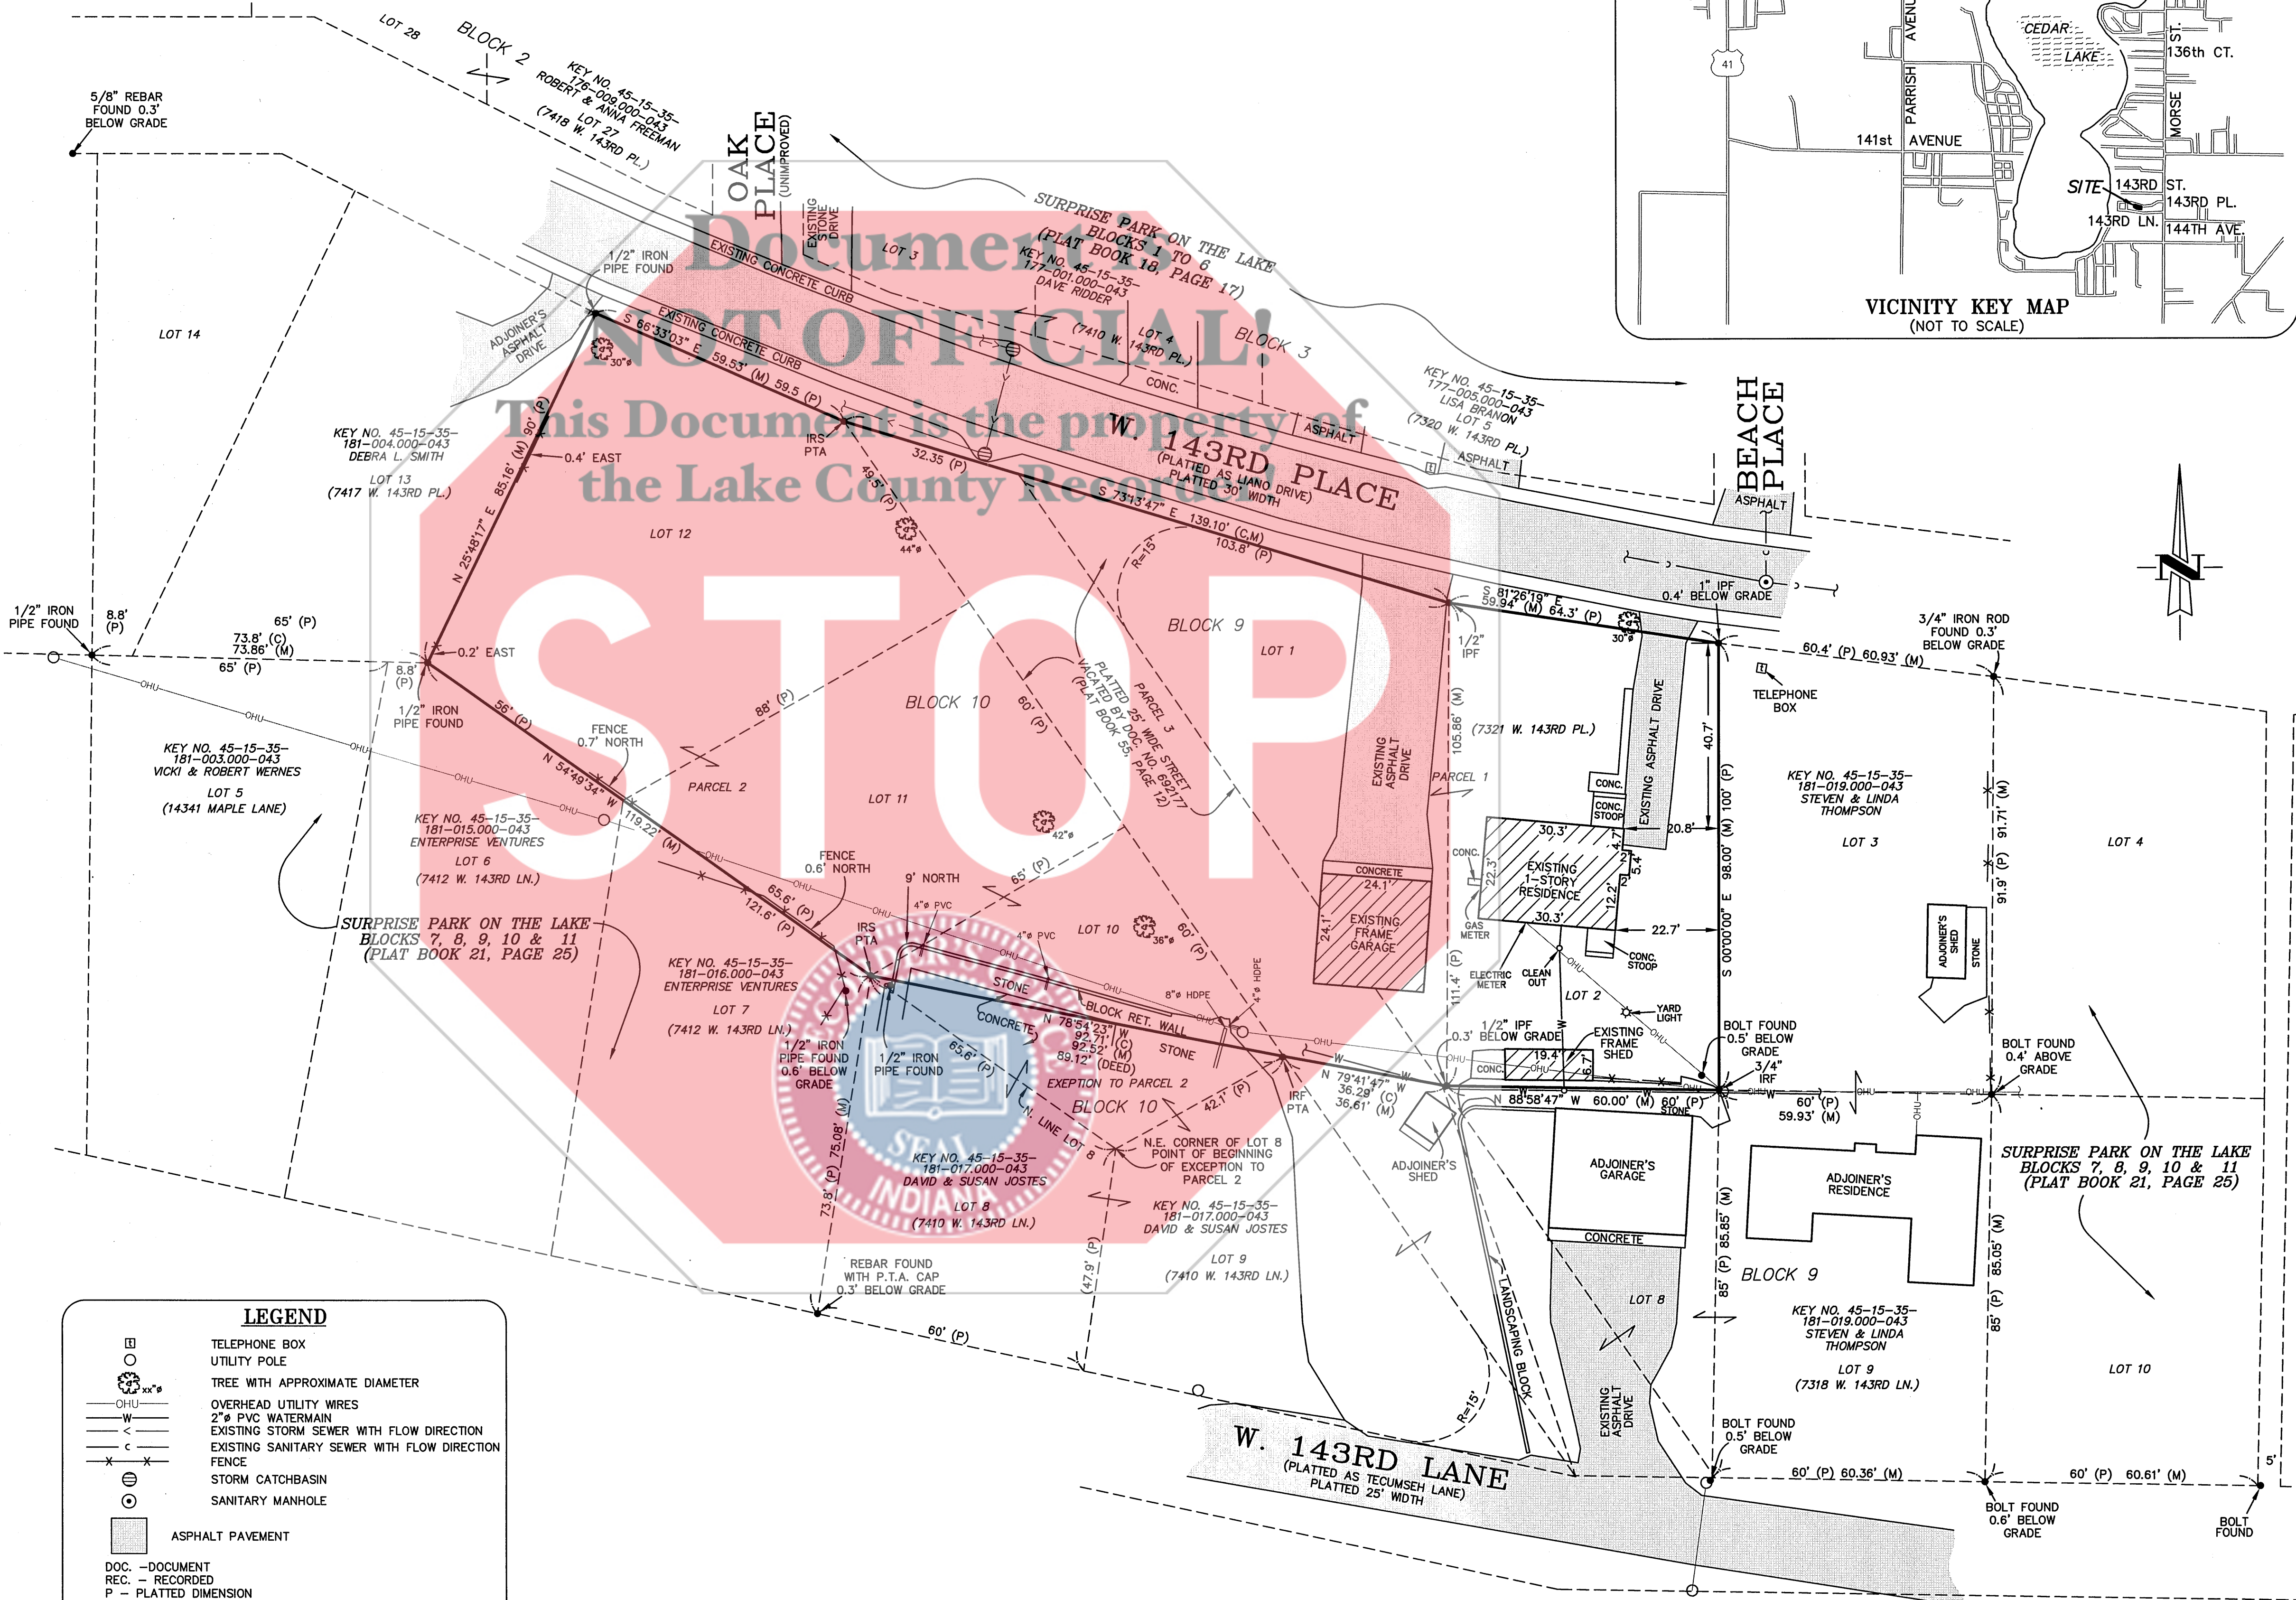 LOT 28
BLOCK 2
KEY NO. 45-15-35-
176-009.000-043
ROBERT & ANNA FREEMAN
LOT 27
(7418 W. 143RD PL.)
5/8" REBAR
FOUND 0.3'
BELOW GRADE
OAK
PLACE
(UNIMPROVED)
EXISTING
STONE
DRIVE
LOT 3
SURPRISE PARK ON THE LAKE
BLOCKS 1 TO 6
(PLAT BOOK 18, PAGE 17)
KEY NO. 45-15-35-
177-001.000-043
DAVE RIDDER
(7410 W. 143RD PL.)
LOT 4
BLOCK 3
CONC.
41
PARRISH AVENU
CEDAR
LAKE
MORSE ST.
136th CT.
141st AVENUE
SITE
143RD ST.
143RD PL.
143RD LN.
144TH AVE.
VICINITY KEY MAP
(NOT TO SCALE)
Document is
NOT OFFICIAL!
This Document is the property of
the Lake County Recorder!
STOP
1/2" IRON
PIPE FOUND
EXISTING CONCRETE CURB
EXISTING CONCRETE CURB
ADJOINER'S
ASPHALT
DRIVE
LOT 14
S 66°33'03" E 59.53' (M) 59.5 (P)
30"ø
IRS
PTA
32.35 (P)
49.5' (P)
44"ø
W. 143RD PLACE
(PLATTED AS LIANO DRIVE)
PLATTED 30' WIDTH
S 73°13'47" E 139.10' (C,M)
103.8' (P)
R=15'
ASPHALT
ASPHALT
KEY NO. 45-15-35-
177-005.000-043
LISA BRANON
LOT 5
(7320 W. 143RD PL.)
BEACH
PLACE
ASPHALT
KEY NO. 45-15-35-
181-004.000-043
DEBRA L. SMITH
LOT 13
(7417 W. 143RD PL.)
N 25°48'17" E 85.16' (M) 90' (P)
0.4' EAST
LOT 12
1/2" IRON
PIPE FOUND
8.8'
(P)
65' (P)
73.8' (C)
73.86' (M)
65' (P)
8.8'
(P)
0.2' EAST
1/2" IRON
PIPE FOUND
BLOCK 9
LOT 1
1/2"
IPF
S 81°26'19" E
59.94' (M) 64.3' (P)
30"ø
1" IPF
0.4' BELOW GRADE
60.4' (P) 60.93' (M)
3/4" IRON ROD
FOUND 0.3'
BELOW GRADE
TELEPHONE
BOX
N
56' (P)
FENCE
0.7' NORTH
N 54°49'34" W
119.22' (M)
88' (P)
BLOCK 10
60' (P)
PARCEL 3
PLATTED 25' WIDE STREET
VACATED BY DOC. NO. 692177
(PLAT BOOK 55, PAGE 12)
EXISTING
ASPHALT
DRIVE
105.86' (M)
PARCEL 1
(7321 W. 143RD PL.)
EXISTING ASPHALT DRIVE
40.7'
S 00°00'00" E 98.00' (M) 100' (P)
KEY NO. 45-15-35-
181-019.000-043
STEVEN & LINDA
THOMPSON
LOT 3
91.9' (P) 91.71' (M)
LOT 4
OHU
KEY NO. 45-15-35-
181-003.000-043
VICKI & ROBERT WERNES
LOT 5
(14341 MAPLE LANE)
KEY NO. 45-15-35-
181-015.000-043
ENTERPRISE VENTURES
LOT 6
(7412 W. 143RD LN.)
PARCEL 2
LOT 11
42"ø
65' (P)
FENCE
0.6' NORTH
65.6' (P)
121.6' (P)
9' NORTH
4"ø PVC
4"ø PVC
IRS
PTA
LOT 10
36"ø
60' (P)
CONCRETE
24.1'
24.1'
EXISTING
FRAME
GARAGE
CONC.
CONC.
STOOP
30.3'
4.7'
20.8'
2'
5.4'
2'
12.2'
22.3'
EXISTING
1-STORY
RESIDENCE
30.3'
22.7'
CONC.
GAS
METER
CONC.
STOOP
ELECTRIC
METER
CLEAN
OUT
LOT 2
YARD
LIGHT
ADJOINER'S
SHED
STONE
SURPRISE PARK ON THE LAKE
BLOCKS 7, 8, 9, 10 & 11
(PLAT BOOK 21, PAGE 25)
KEY NO. 45-15-35-
181-016.000-043
ENTERPRISE VENTURES
LOT 7
(7412 W. 143RD LN.)
1/2" IRON
PIPE FOUND
0.6' BELOW
GRADE
1/2" IRON
PIPE FOUND
STONE
CONCRETE
BLOCK RET. WALL
N 78°54'23" W
92.71' (C)
92.52' (M)
89.12' (DEED)
STONE
8"ø HDPE
4"ø HDPE
111.4' (P)
1/2" IPF
0.3' BELOW GRADE
CONC.
19.4'
6.7'
EXISTING
FRAME
SHED
BOLT FOUND
0.5' BELOW
GRADE
3/4"
IRF
BOLT FOUND
0.4' ABOVE
GRADE
65.6' (P)
EXEPTION TO PARCEL 2
BLOCK 10
42.1' (P)
N. LINE LOT 8
IRF
PTA
N 79°41'47" W
36.29' (C)
36.61' (M)
N 88°58'47" W 60.00' (M) 60' (P)
STONE
60' (P)
59.93' (M)
RECORDER'S OFFICE
SEAL
INDIANA
73.8' (P) 75.08' (M)
KEY NO. 45-15-35-
181-017.000-043
DAVID & SUSAN JOSTES
LOT 8
(7410 W. 143RD LN.)
N.E. CORNER OF LOT 8
POINT OF BEGINNING
OF EXCEPTION TO
PARCEL 2
KEY NO. 45-15-35-
181-017.000-043
DAVID & SUSAN JOSTES
LOT 9
(7410 W. 143RD LN.)
(47.9' (P)
ADJOINER'S
SHED
ADJOINER'S
GARAGE
CONCRETE
ADJOINER'S
RESIDENCE
85' (P) 85.85' (M)
85' (P) 85.05' (M)
SURPRISE PARK ON THE LAKE
BLOCKS 7, 8, 9, 10 & 11
(PLAT BOOK 21, PAGE 25)
REBAR FOUND
WITH P.T.A. CAP
0.3' BELOW GRADE
60' (P)
LANDSCAPING BLOCK
R=15'
LOT 8
EXISTING
ASPHALT
DRIVE
BLOCK 9
KEY NO. 45-15-35-
181-019.000-043
STEVEN & LINDA
THOMPSON
LOT 9
(7318 W. 143RD LN.)
LOT 10
BOLT FOUND
0.5' BELOW
GRADE
W. 143RD LANE
(PLATTED AS TECUMSEH LANE)
PLATTED 25' WIDTH
60' (P) 60.36' (M)
60' (P) 60.61' (M)
5'
BOLT FOUND
0.6' BELOW
GRADE
BOLT
FOUND
LEGEND
TELEPHONE BOX
UTILITY POLE
xx"ø TREE WITH APPROXIMATE DIAMETER
OHU OVERHEAD UTILITY WIRES
W 2"ø PVC WATERMAIN
EXISTING STORM SEWER WITH FLOW DIRECTION
EXISTING SANITARY SEWER WITH FLOW DIRECTION
FENCE
STORM CATCHBASIN
SANITARY MANHOLE
ASPHALT PAVEMENT
DOC. -DOCUMENT
REC. - RECORDED
P - PLATTED DIMENSION